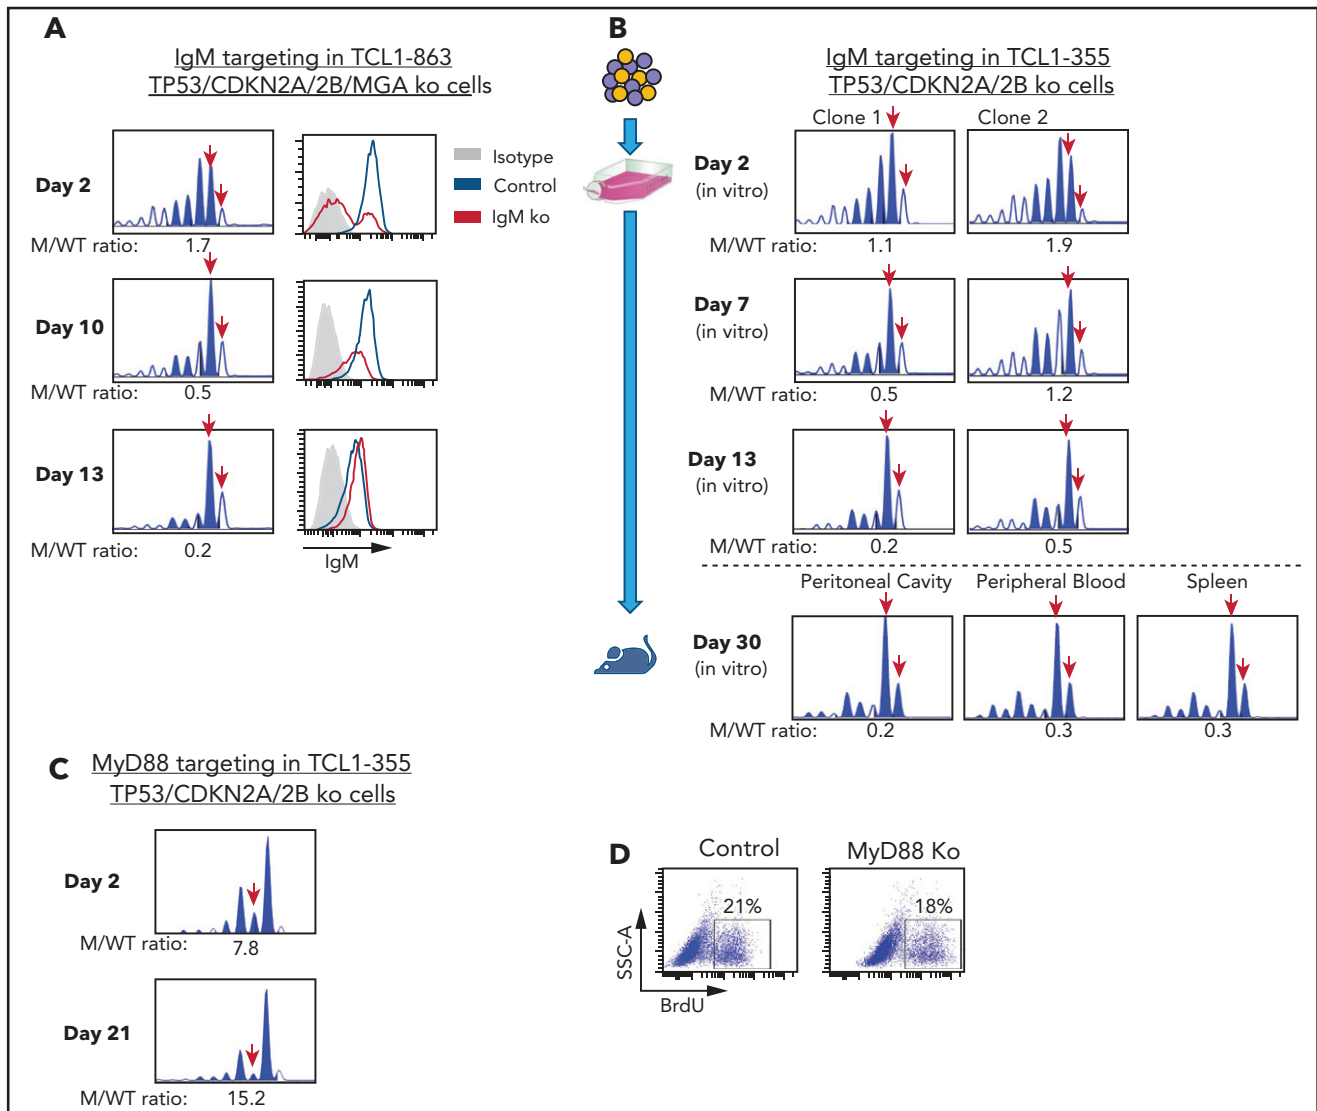 A
IgM targeting in TCL1-863
TP53/CDKN2A/2B/MGA ko cells
Day 2
M/WT ratio: 1.7
Isotype
Control
IgM ko
Day 10
M/WT ratio: 0.5
Day 13
M/WT ratio: 0.2
IgM
B
IgM targeting in TCL1-355
TP53/CDKN2A/2B ko cells
Clone 1 Clone 2
Day 2
(in vitro)
M/WT ratio: 1.1 1.9
Day 7
(in vitro)
M/WT ratio: 0.5 1.2
Day 13
(in vitro)
M/WT ratio: 0.2 0.5
Peritoneal Cavity Peripheral Blood Spleen
Day 30
(in vitro)
M/WT ratio: 0.2 0.3 0.3
C
MyD88 targeting in TCL1-355
TP53/CDKN2A/2B ko cells
Day 2
M/WT ratio: 7.8
Day 21
M/WT ratio: 15.2
D
Control MyD88 Ko
21% 18%
SSC-A
BrdU